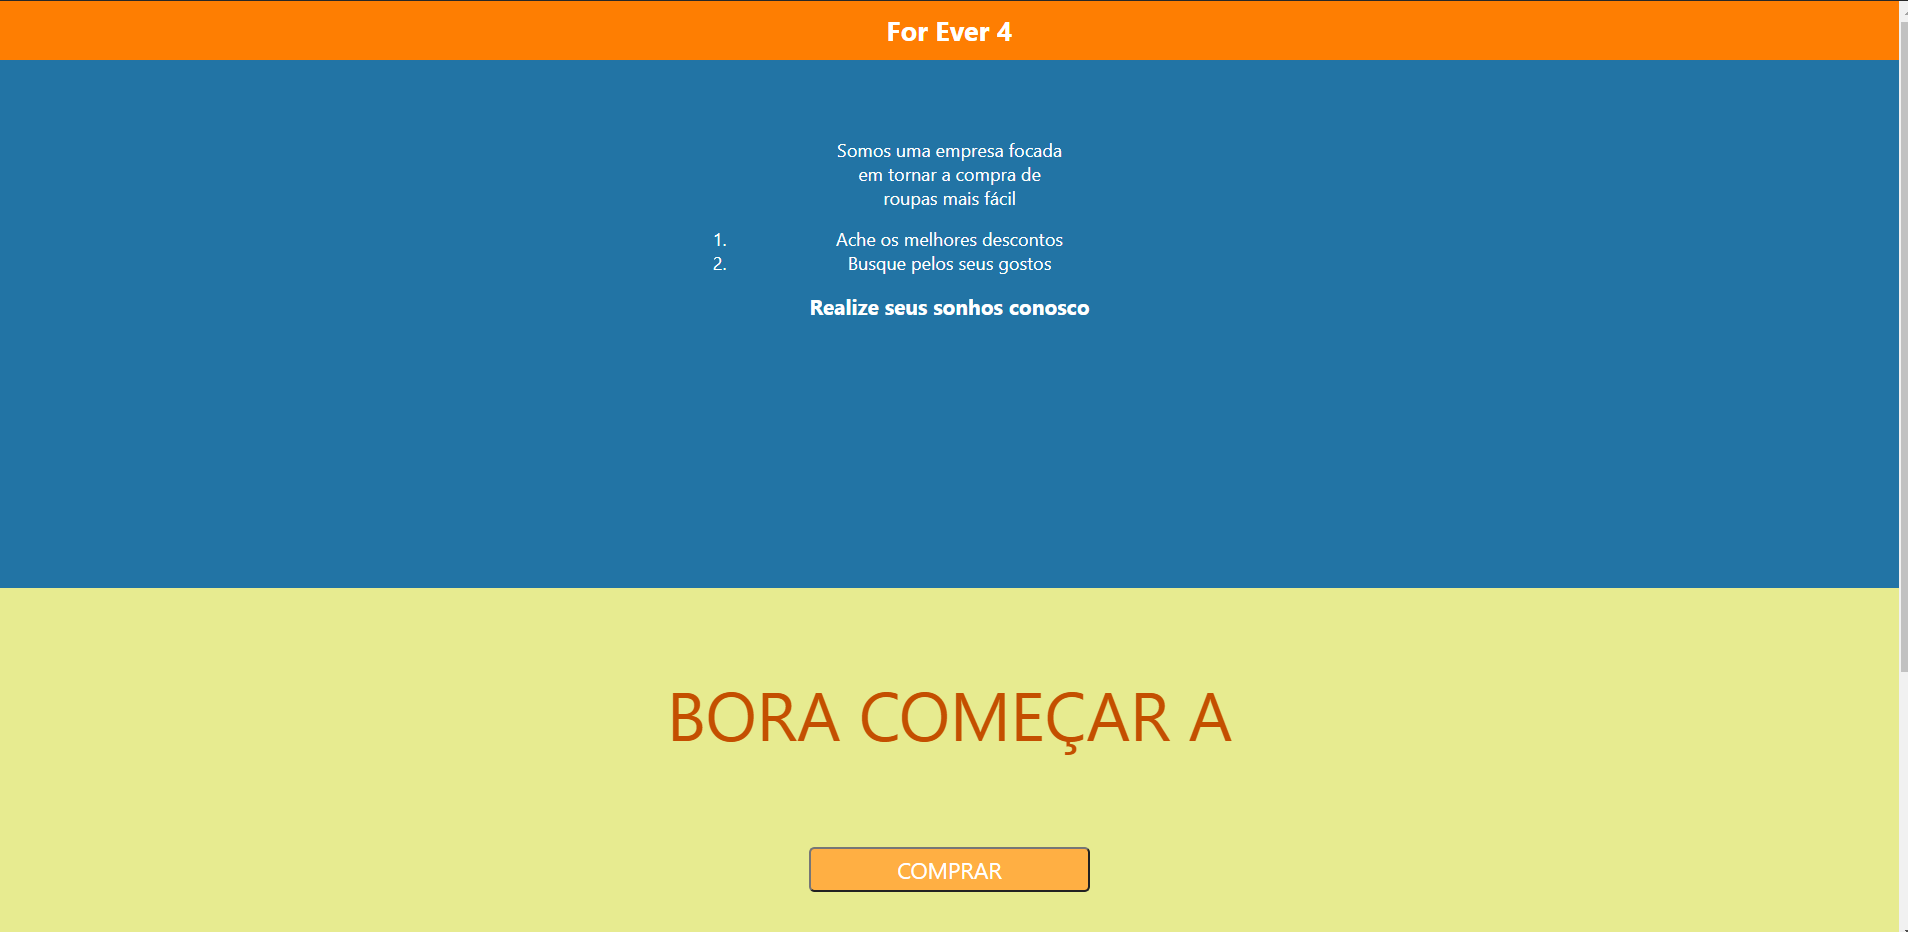 For Ever 4
Somos uma empresa focada
em tornar a compra de
roupas mais fácil
1. Ache os melhores descontos
2. Busque pelos seus gostos
Realize seus sonhos conosco
BORA COMEÇAR A
COMPRAR